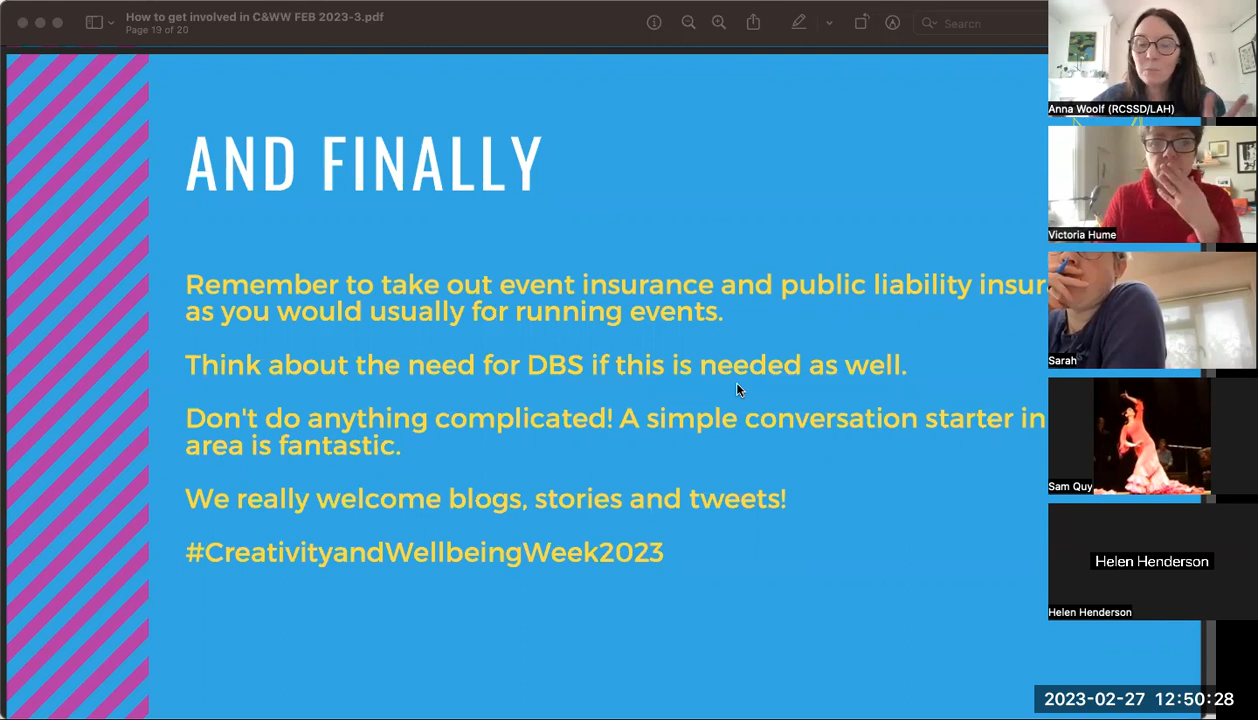 How to get involved in C&WW FEB 2023-3.pdf
Page 19 of 20
Search
AND FINALLY
Remember to take out event insurance and public liability insur
as you would usually for running events.
Think about the need for DBS if this is needed as well.
Don't do anything complicated! A simple conversation starter in
area is fantastic.
We really welcome blogs, stories and tweets!
#CreativityandWellbeingWeek2023
Anna Woolf (RCSSD/LAH)
Victoria Hume
Sarah
Sam Quy
Helen Henderson
Helen Henderson
2023-02-27 12:50:28